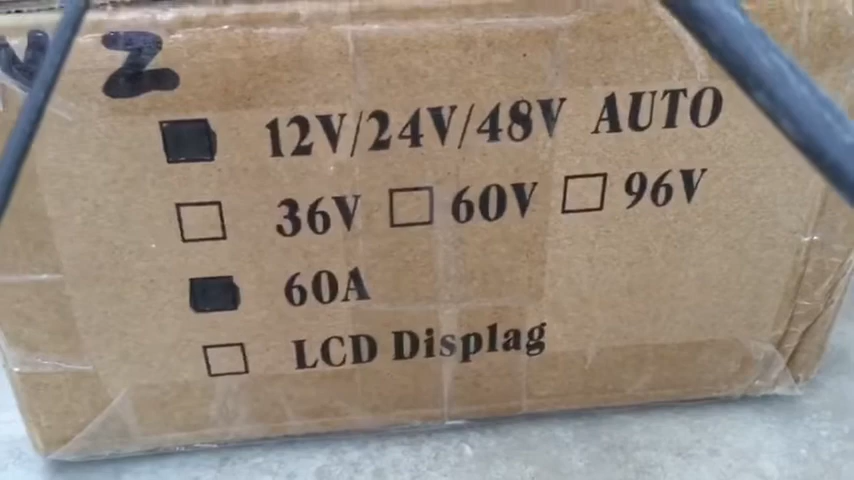 Z
12V/24V/48V AUTO
36V 60V 96V
60A
LCD Displag